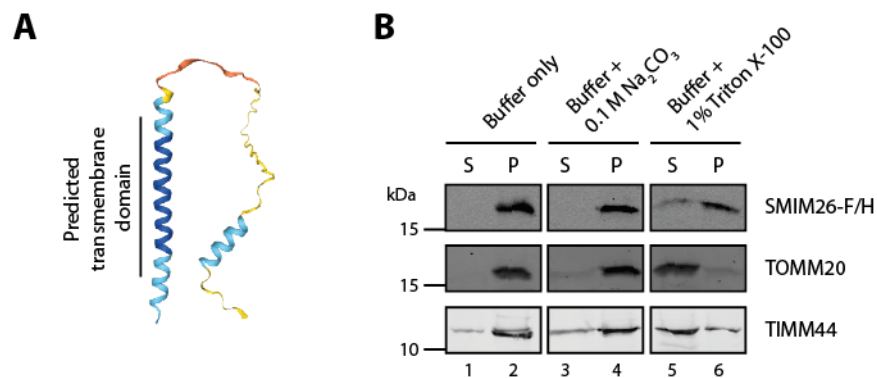 A
Predicted
transmembrane
domain
B
Buffer only
Buffer +
0.1 M Na₂CO₃
Buffer +
1% Triton X-100
S P S P S P
kDa
15
SMIM26-F/H
15
TOMM20
10
TIMM44
1 2 3 4 5 6